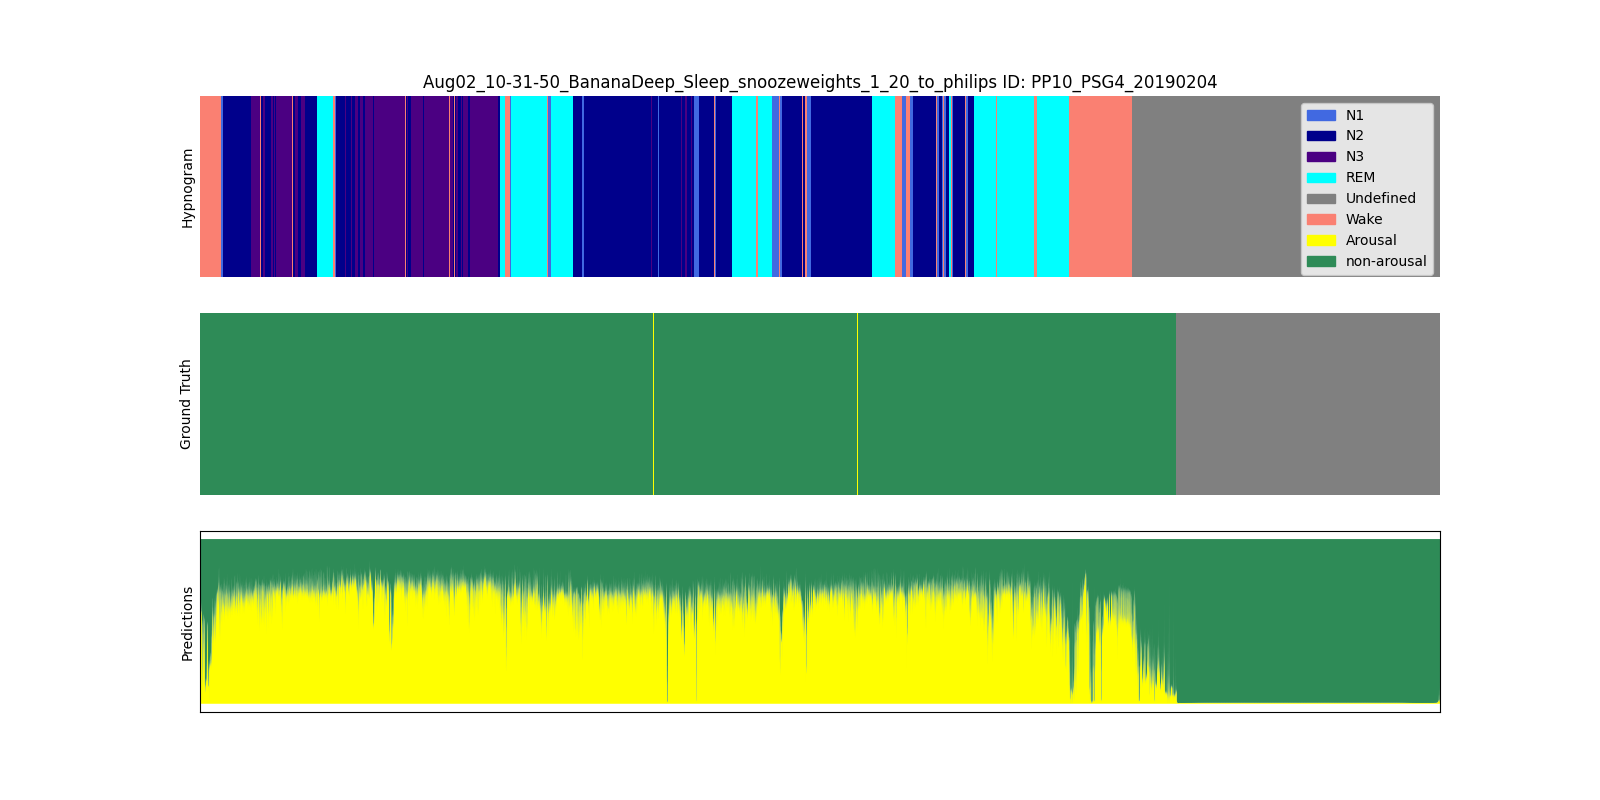 Aug02_10-31-50_BananaDeep_Sleep_snoozeweights_1_20_to_philips ID: PP10_PSG4_20190204
Hypnogram
N1
N2
N3
REM
Undefined
Wake
Arousal
non-arousal
Ground Truth
Predictions